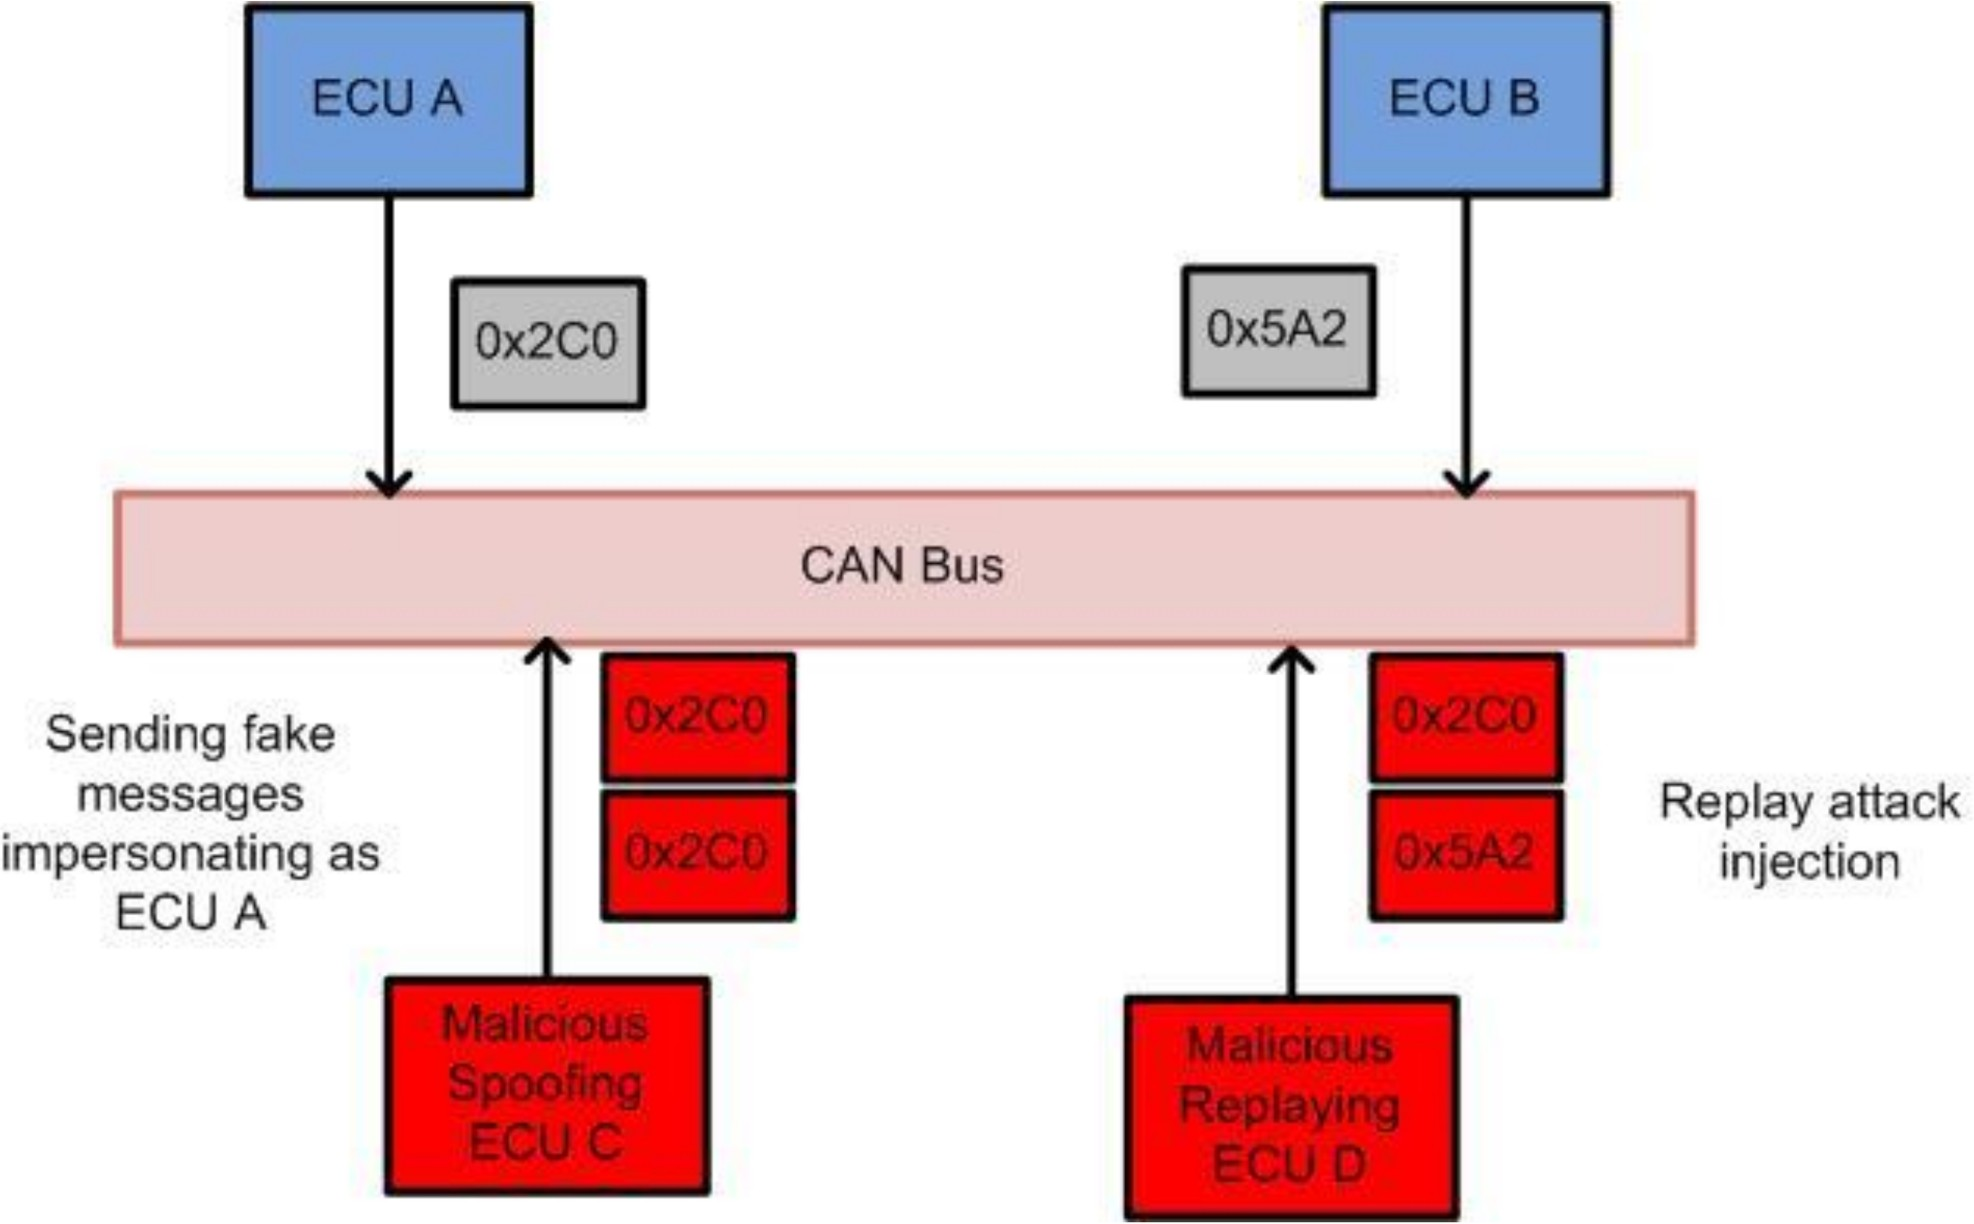 ECU A
ECU B
0x2C0
0x5A2
CAN Bus
Sending fake
messages
impersonating as
ECU A
0x2C0
0x2C0
0x2C0
0x5A2
Replay attack
injection
Malicious
Spoofing
ECU C
Malicious
Replaying
ECU D